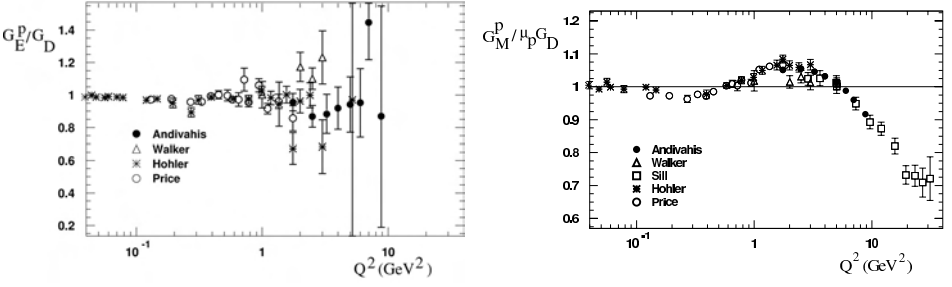 G_E^p/G_D
1.4
1.2
1
0.8
0.6
0.4
0.2
Andivahis
Walker
Hohler
Price
10^-1
1
10
Q^2 (GeV^2)
G_M^p/μ_pG_D
1.2
1.1
1
0.9
0.8
0.7
0.6
Andivahis
Walker
Sill
Hohler
Price
10^-1
1
10
Q^2 (GeV^2)